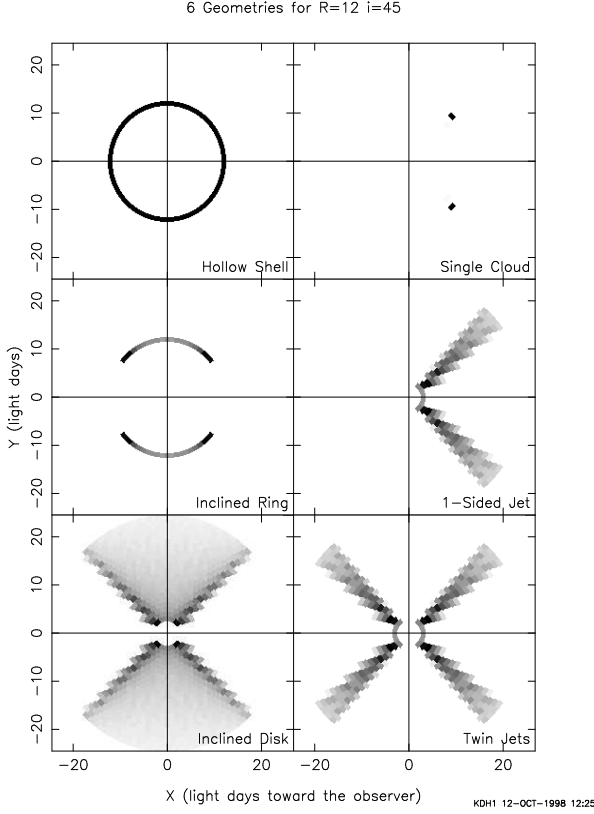 6 Geometries for R=12 i=45
20
10
0
−10
−20
Hollow Shell
Single Cloud
20
10
0
−10
−20
Inclined Ring
1−Sided Jet
20
10
0
−10
−20
Inclined Disk
Twin Jets
Y (light days)
−20 0 20 −20 0 20
X (light days toward the observer)
KDH1 12−OCT−1998 12:25